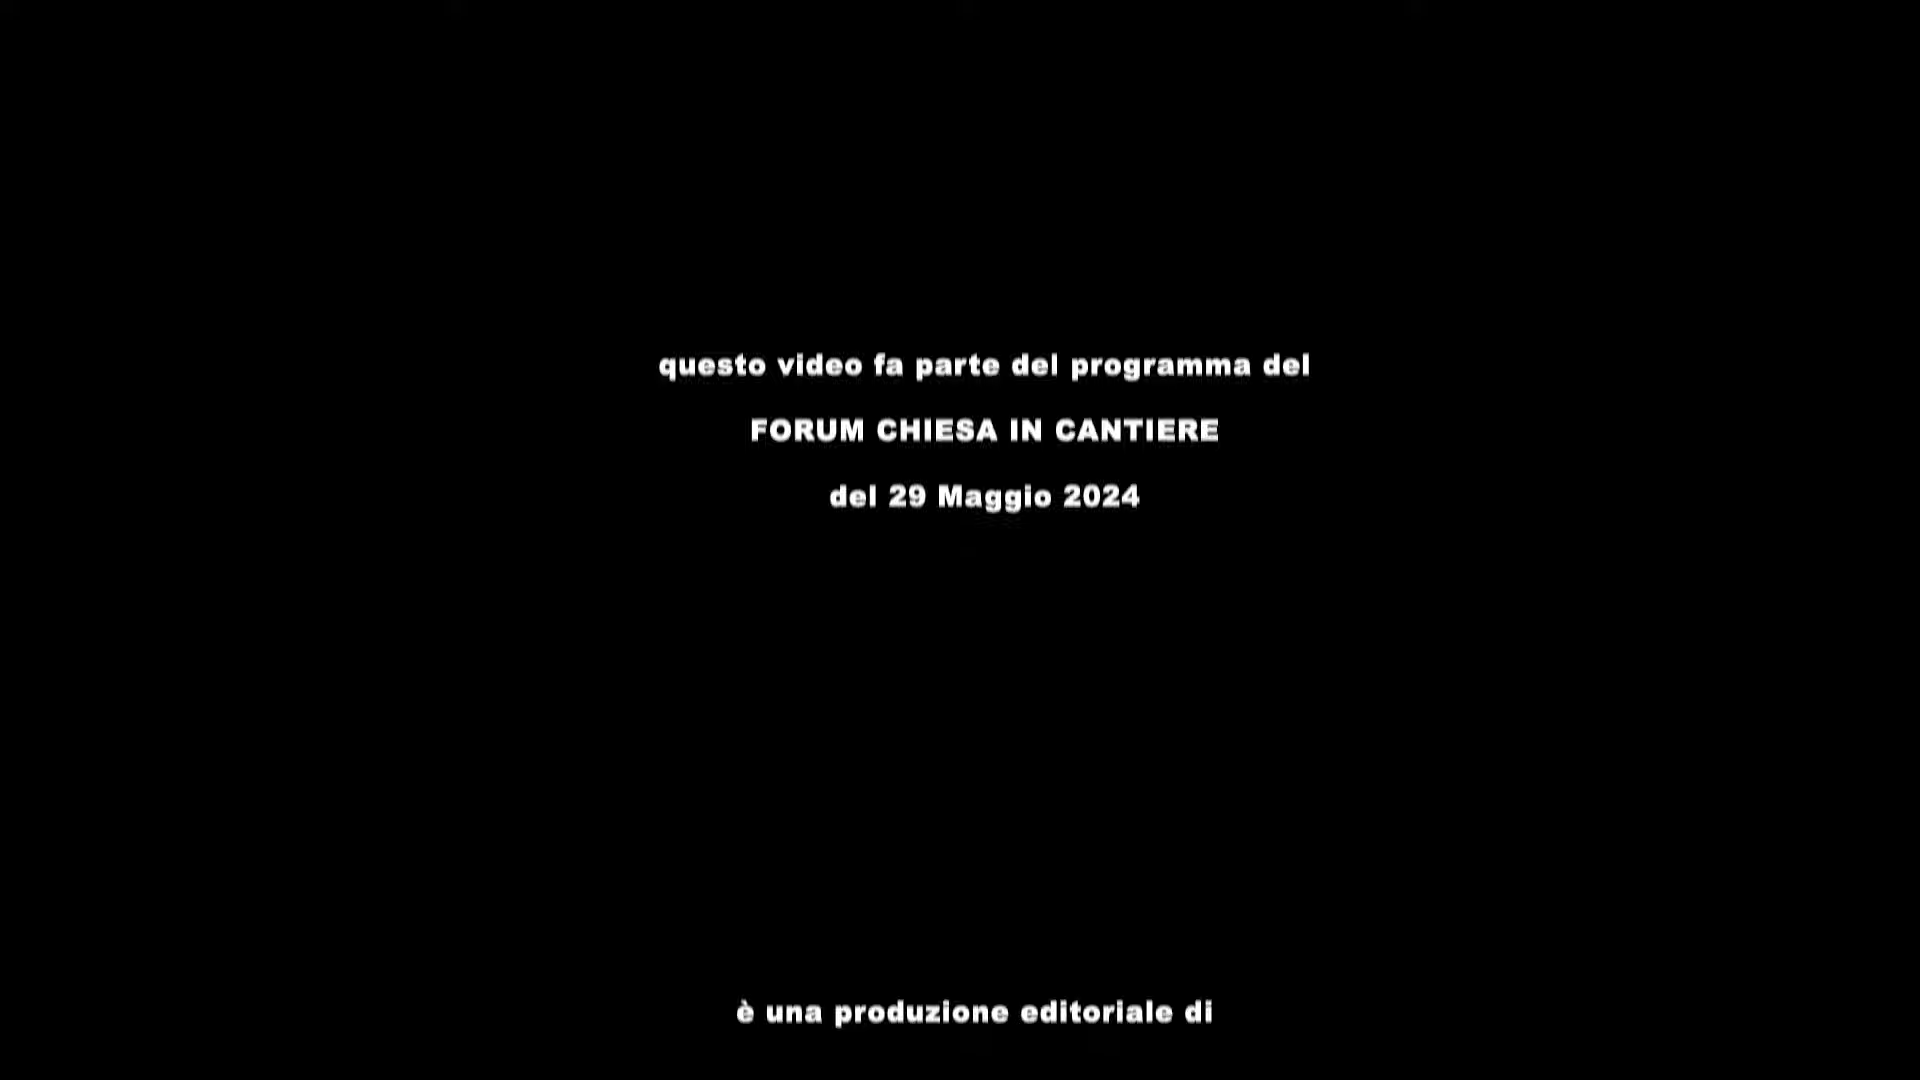 questo video fa parte del programma del
FORUM CHIESA IN CANTIERE
del 29 Maggio 2024
è una produzione editoriale di